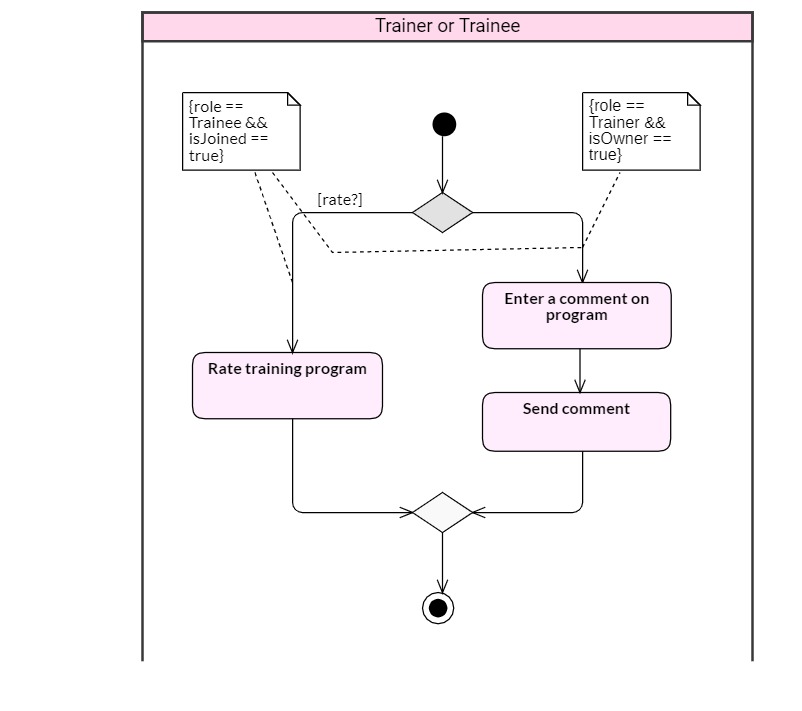 Trainer or Trainee
{role ==
Trainee &&
isJoined ==
true}
{role ==
Trainer &&
isOwner ==
true}
[rate?]
Enter a comment on
program
Rate training program
Send comment